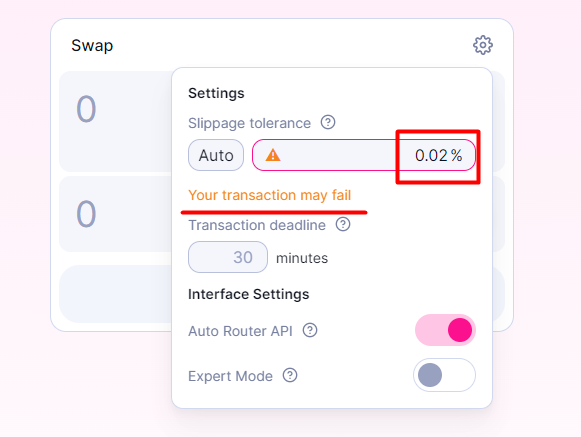 Swap
0
Settings
Slippage tolerance
Auto
0.02 %
Your transaction may fail
0
Transaction deadline
30 minutes
Interface Settings
Auto Router API
Expert Mode